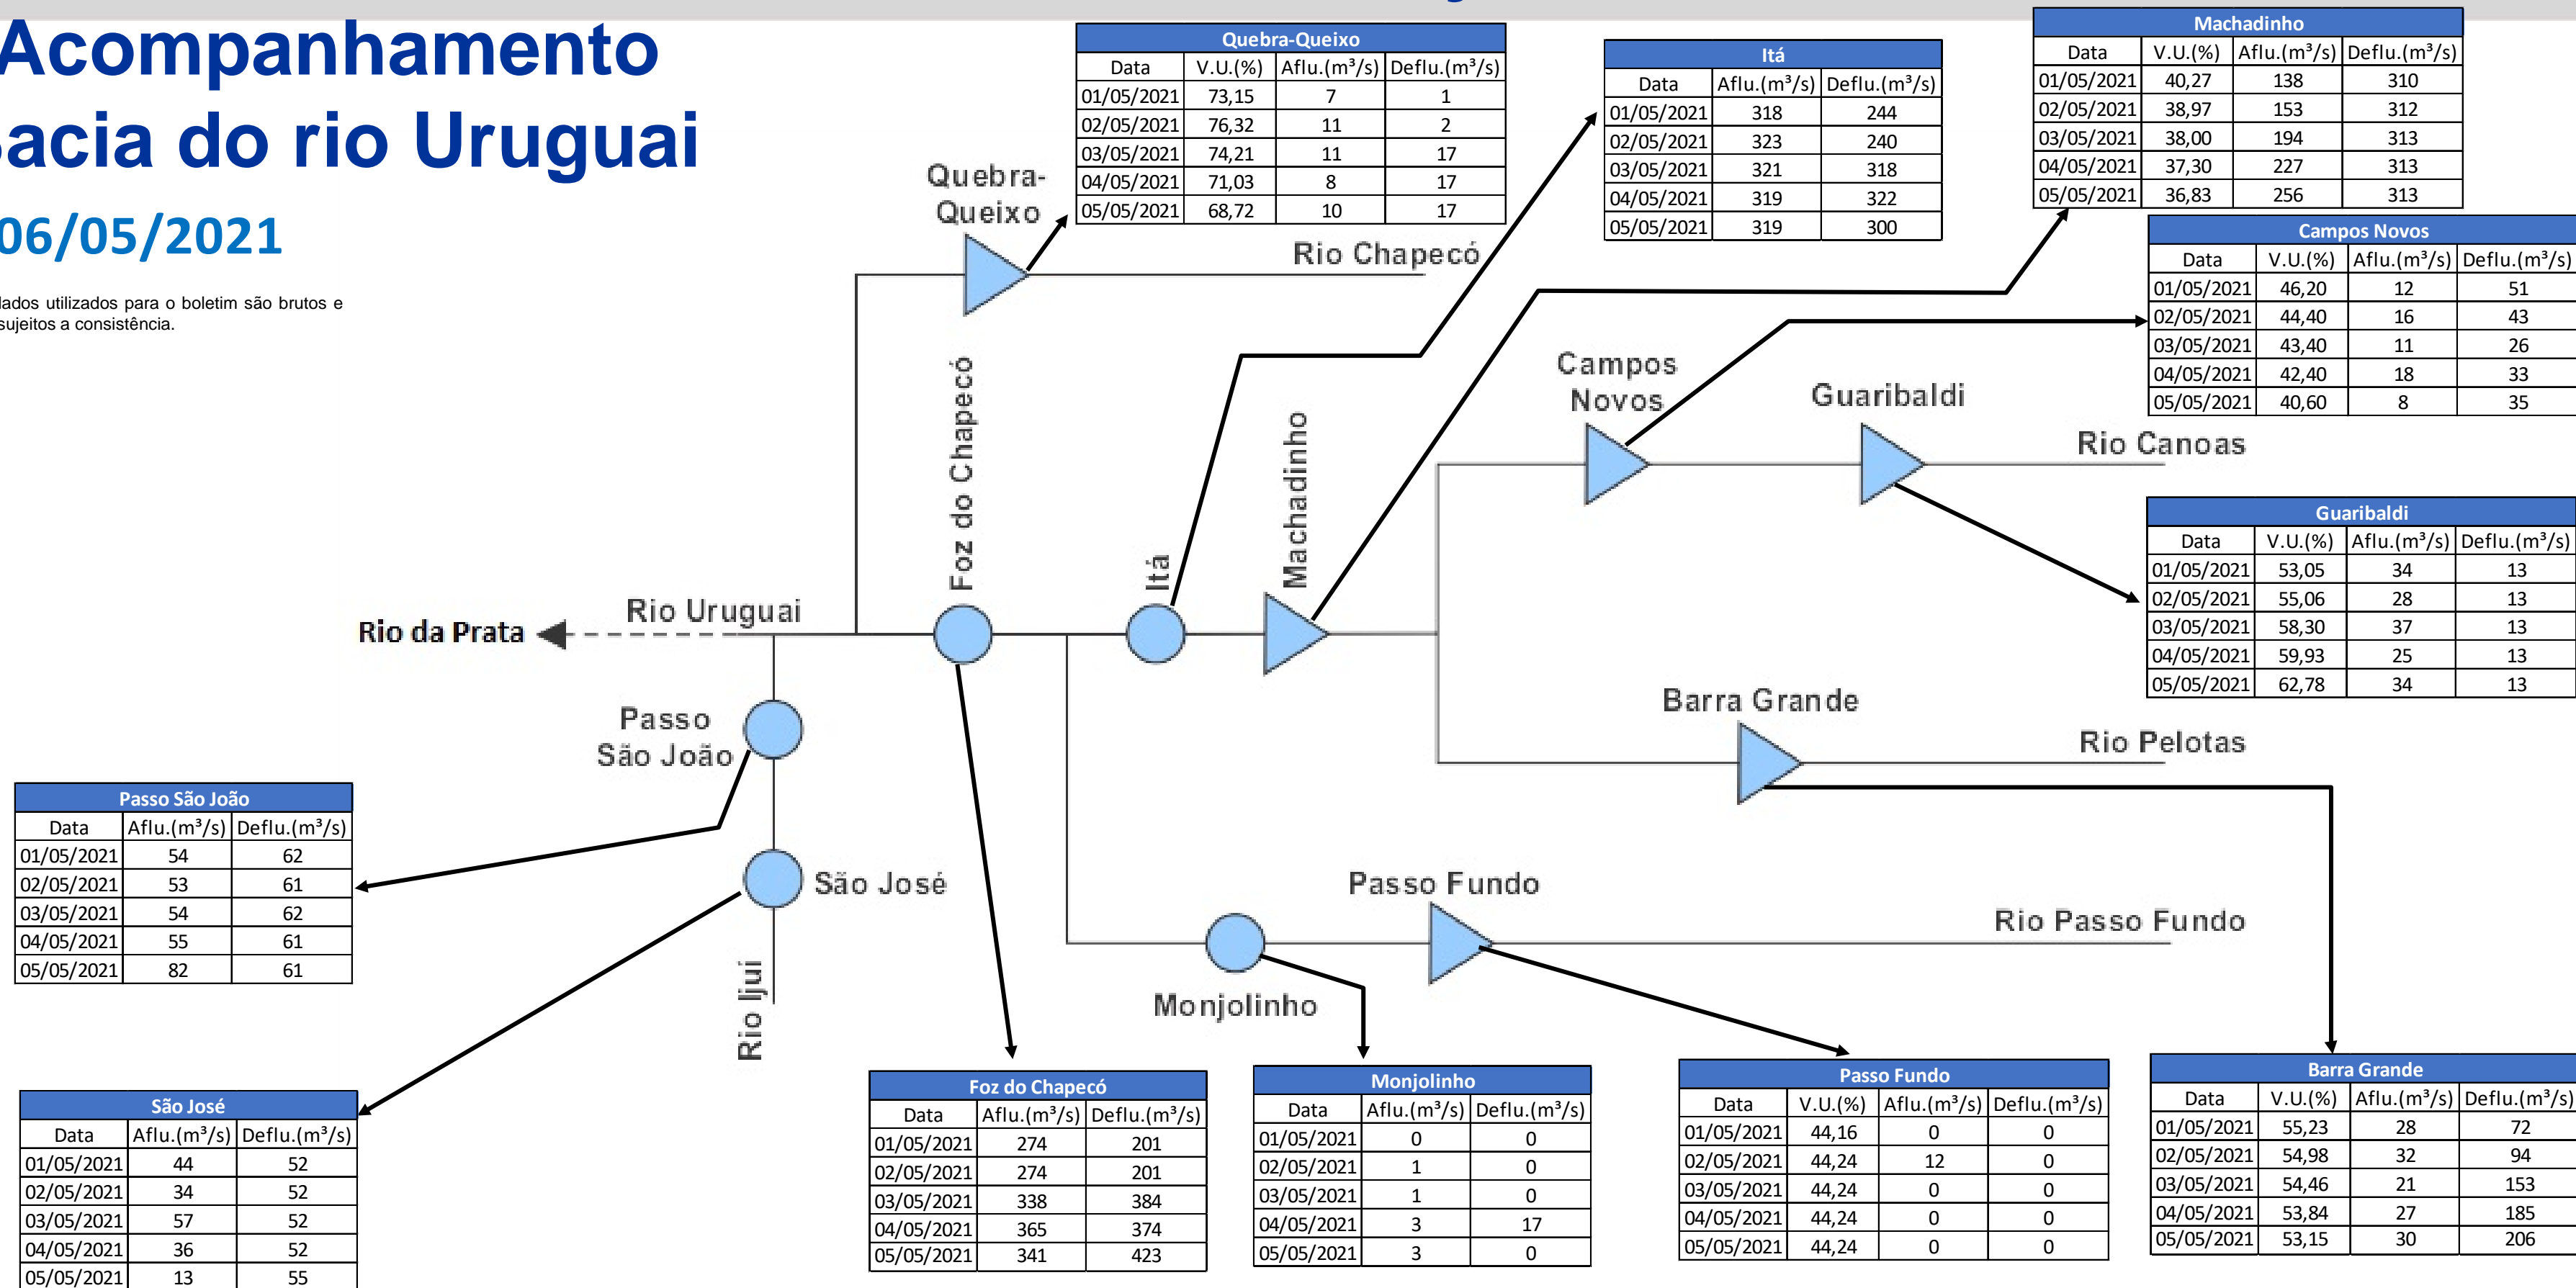 Acompanhamento
acia do rio Uruguai
06/05/2021
dados utilizados para o boletim são brutos e
sujeitos a consistência.
Quebra-Queixo
Data V.U.(%) Aflu.(m³/s) Deflu.(m³/s)
01/05/2021 73,15 7 1
02/05/2021 76,32 11 2
03/05/2021 74,21 11 17
04/05/2021 71,03 8 17
05/05/2021 68,72 10 17
Itá
Data Aflu.(m³/s) Deflu.(m³/s)
01/05/2021 318 244
02/05/2021 323 240
03/05/2021 321 318
04/05/2021 319 322
05/05/2021 319 300
Machadinho
Data V.U.(%) Aflu.(m³/s) Deflu.(m³/s)
01/05/2021 40,27 138 310
02/05/2021 38,97 153 312
03/05/2021 38,00 194 313
04/05/2021 37,30 227 313
05/05/2021 36,83 256 313
Campos Novos
Data V.U.(%) Aflu.(m³/s) Deflu.(m³/s)
01/05/2021 46,20 12 51
02/05/2021 44,40 16 43
03/05/2021 43,40 11 26
04/05/2021 42,40 18 33
05/05/2021 40,60 8 35
Quebra-
Queixo
Rio Chapecó
Foz do Chapecó
Itá
Machadinho
Campos
Novos
Guaribaldi
Rio Canoas
Guaribaldi
Data V.U.(%) Aflu.(m³/s) Deflu.(m³/s)
01/05/2021 53,05 34 13
02/05/2021 55,06 28 13
03/05/2021 58,30 37 13
04/05/2021 59,93 25 13
05/05/2021 62,78 34 13
Rio da Prata
Rio Uruguai
Passo
São João
Barra Grande
Rio Pelotas
São José
Rio Ijuí
Passo Fundo
Rio Passo Fundo
Monjolinho
Passo São João
Data Aflu.(m³/s) Deflu.(m³/s)
01/05/2021 54 62
02/05/2021 53 61
03/05/2021 54 62
04/05/2021 55 61
05/05/2021 82 61
São José
Data Aflu.(m³/s) Deflu.(m³/s)
01/05/2021 44 52
02/05/2021 34 52
03/05/2021 57 52
04/05/2021 36 52
05/05/2021 13 55
Foz do Chapecó
Data Aflu.(m³/s) Deflu.(m³/s)
01/05/2021 274 201
02/05/2021 274 201
03/05/2021 338 384
04/05/2021 365 374
05/05/2021 341 423
Monjolinho
Data Aflu.(m³/s) Deflu.(m³/s)
01/05/2021 0 0
02/05/2021 1 0
03/05/2021 1 0
04/05/2021 3 17
05/05/2021 3 0
Passo Fundo
Data V.U.(%) Aflu.(m³/s) Deflu.(m³/s)
01/05/2021 44,16 0 0
02/05/2021 44,24 12 0
03/05/2021 44,24 0 0
04/05/2021 44,24 0 0
05/05/2021 44,24 0 0
Barra Grande
Data V.U.(%) Aflu.(m³/s) Deflu.(m³/s)
01/05/2021 55,23 28 72
02/05/2021 54,98 32 94
03/05/2021 54,46 21 153
04/05/2021 53,84 27 185
05/05/2021 53,15 30 206